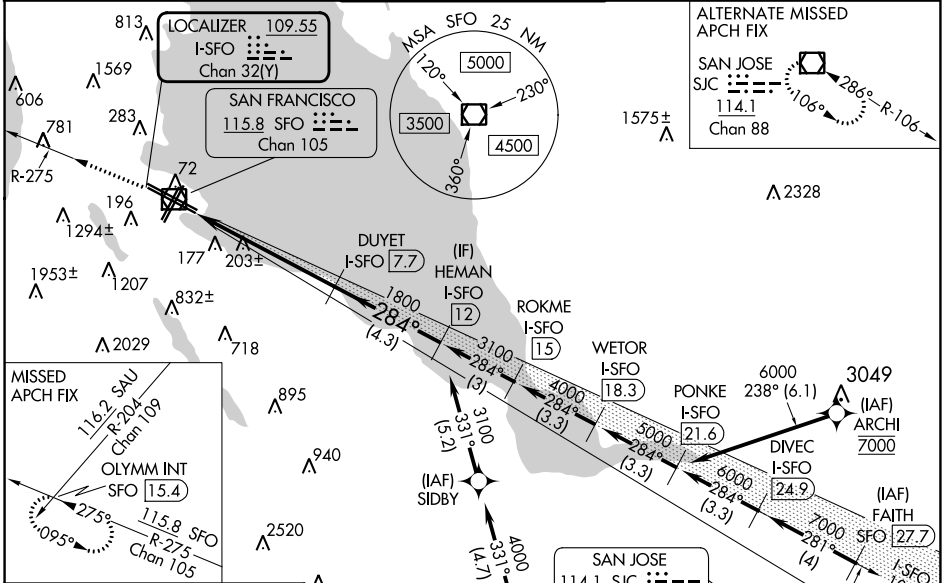 LOCALIZER 109.55
I-SFO
Chan 32(Y)
SAN FRANCISCO
115.8 SFO
Chan 105
MSA SFO 25 NM
120°
5000
230°
3500
4500
360°
ALTERNATE MISSED
APCH FIX
SAN JOSE
SJC
114.1
Chan 88
286°
R-106
106°
813
1569
606
781
283
R-275
72
196
1294±
177
203±
1953±
1207
832±
2029
718
1575±
2328
895
940
2520
3049
DUYET
I-SFO 7.7
(IF)
HEMAN
I-SFO
12
ROKME
I-SFO
15
WETOR
I-SFO
18.3
PONKE
I-SFO
21.6
6000
238° (6.1)
(IAF)
ARCHI
7000
DIVEC
I-SFO
24.9
(IAF)
FAITH
SFO 27.7
I-SFO
1800
284°
(4.3)
3100
284°
(3)
4000
284°
(3.3)
5000
284°
(3.3)
6000
284°
(3.3)
7000
281°
(4)
3100
331°
(5.2)
(IAF)
SIDBY
4000
331°
(4.7)
MISSED
APCH FIX
116.2 SAU
R-204
Chan 109
OLYMM INT
SFO 15.4
275°
095°
115.8 SFO
R-275
Chan 105
SAN JOSE
114.1 SJC